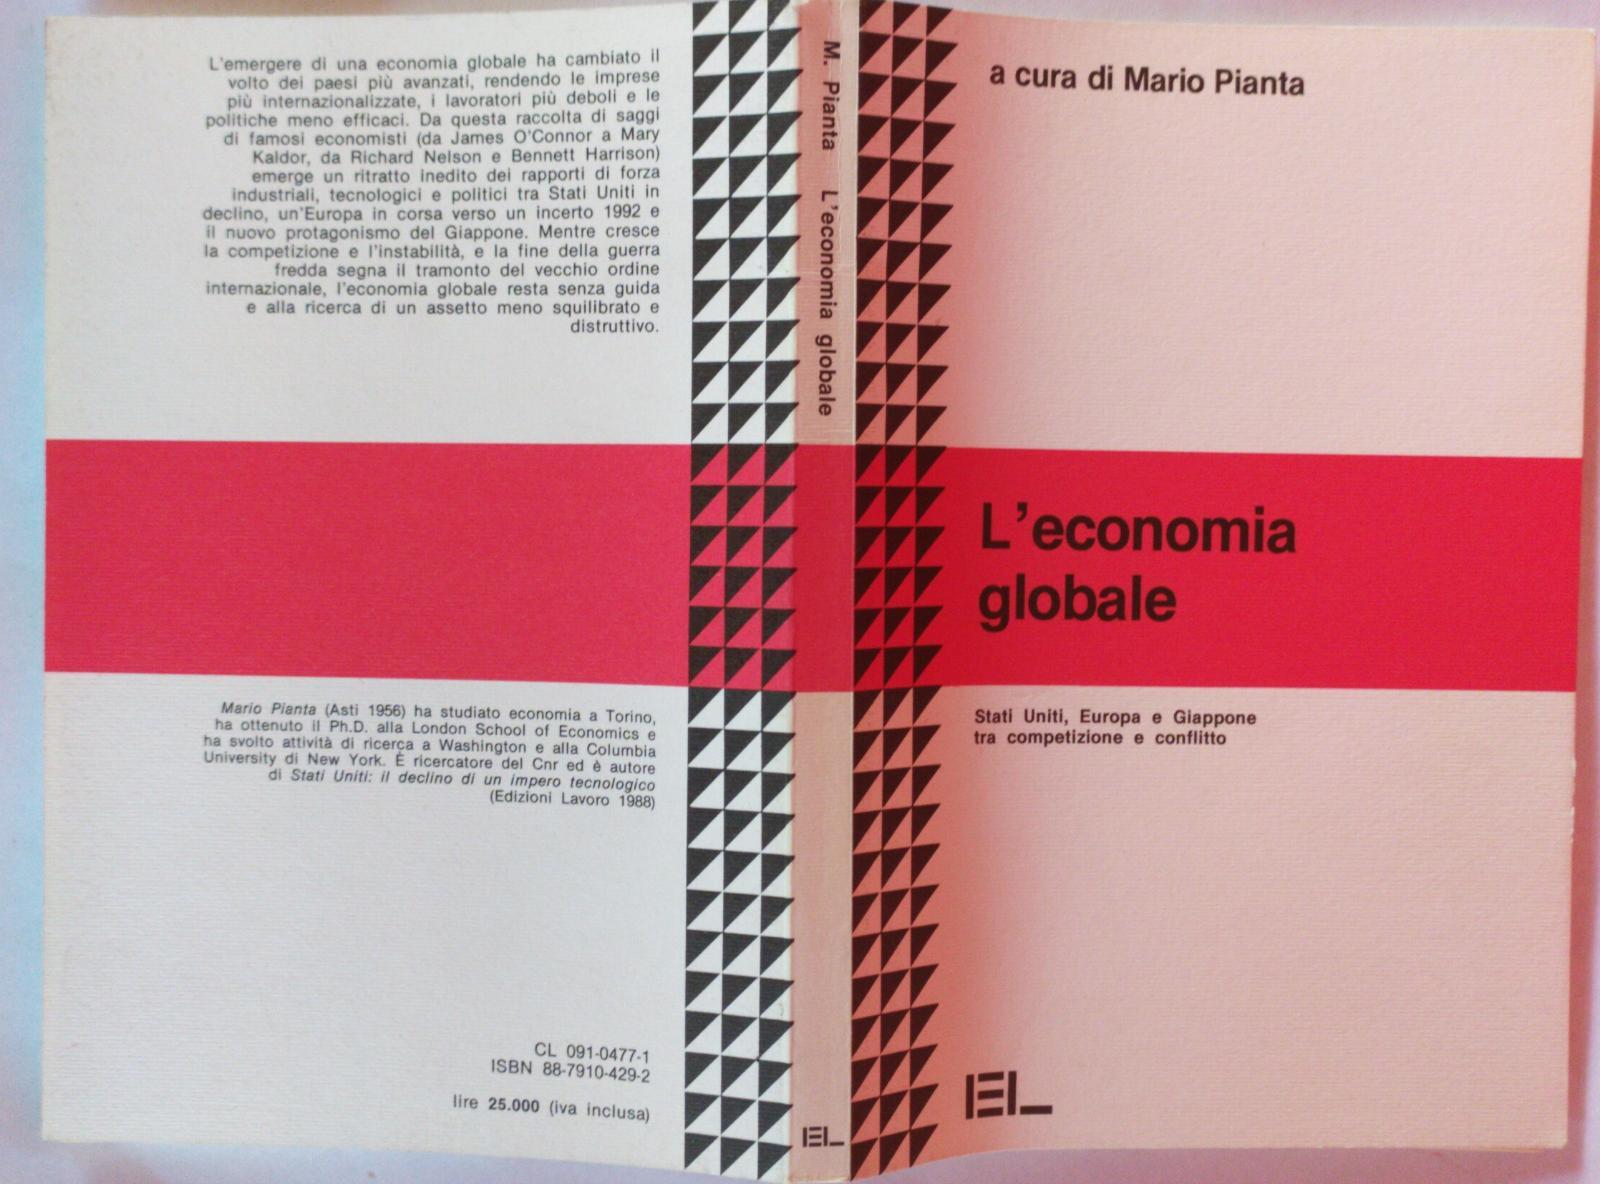 L'emergere di una economia globale ha cambiato il
volto dei paesi più avanzati, rendendo le imprese
più internazionalizzate, i lavoratori più deboli e le
politiche meno efficaci. Da questa raccolta di saggi
di famosi economisti (da James O'Connor a Mary
Kaldor, da Richard Nelson e Bennett Harrison)
emerge un ritratto inedito dei rapporti di forza
industriali, tecnologici e politici tra Stati Uniti in
declino, un'Europa in corsa verso un incerto 1992 e
il nuovo protagonismo del Giappone. Mentre cresce
la competizione e l'instabilità, e la fine della guerra
fredda segna il tramonto del vecchio ordine
internazionale, l'economia globale resta senza guida
e alla ricerca di un assetto meno squilibrato e
distruttivo.
Mario Pianta (Asti 1956) ha studiato economia a Torino,
ha ottenuto il Ph.D. alla London School of Economics e
ha svolto attività di ricerca a Washington e alla Columbia
University di New York. È ricercatore del Cnr ed è autore
di Stati Uniti: il declino di un impero tecnologico
(Edizioni Lavoro 1988)
CL 091-0477-1
ISBN 88-7910-429-2
lire 25.000 (iva inclusa)
M. Pianta L'economia globale
EL
a cura di Mario Pianta
L'economia
globale
Stati Uniti, Europa e Giappone
tra competizione e conflitto
EL